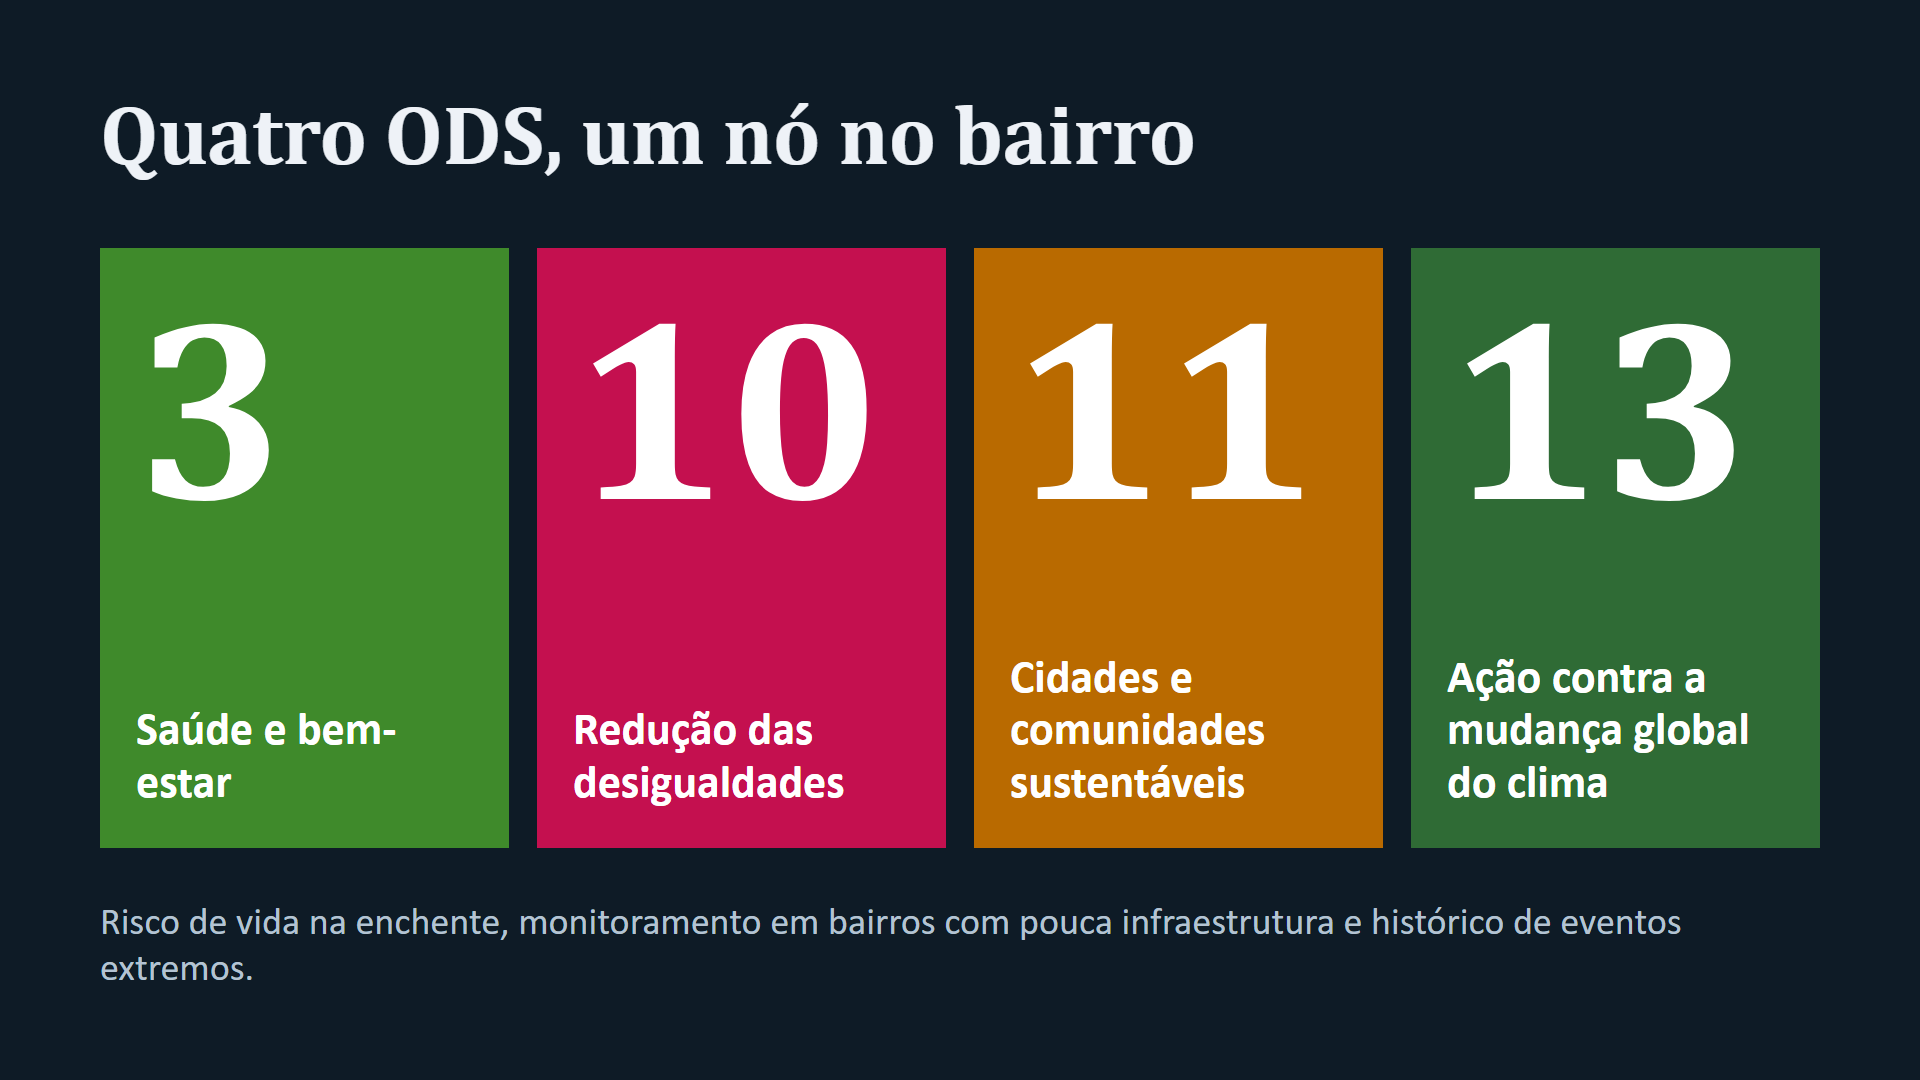 Quatro ODS, um nó no bairro
3
10
11
13
Saúde e bem-
estar
Redução das
desigualdades
Cidades e
comunidades
sustentáveis
Ação contra a
mudança global
do clima
Risco de vida na enchente, monitoramento em bairros com pouca infraestrutura e histórico de eventos
extremos.